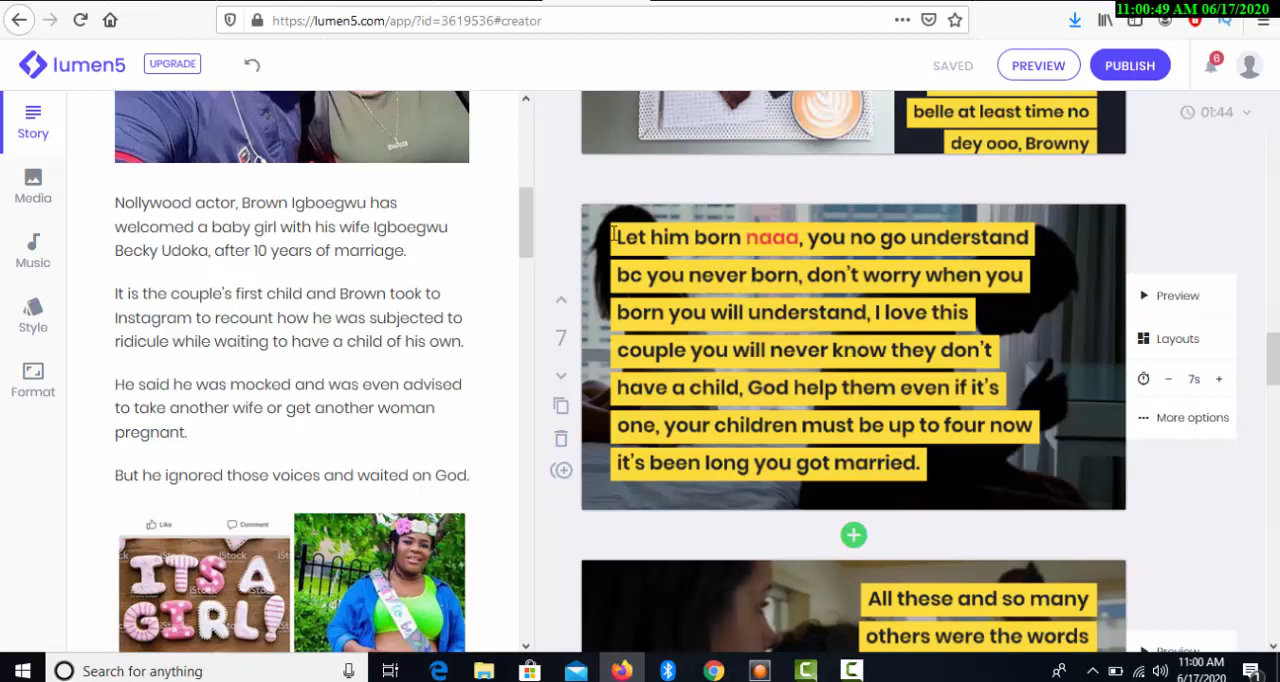 11:00:49 AM 06/17/2020
https://lumen5.com/app/?id=3619536#creator
lumen5
UPGRADE
SAVED
PREVIEW
PUBLISH
6
Story
Media
Music
Style
Format
Nollywood actor, Brown Igboegwu has
welcomed a baby girl with his wife Igboegwu
Becky Udoka, after 10 years of marriage.
It is the couple's first child and Brown took to
Instagram to recount how he was subjected to
ridicule while waiting to have a child of his own.
He said he was mocked and was even advised
to take another wife or get another woman
pregnant.
But he ignored those voices and waited on God.
Like
Comment
iStock
IT'S A
GIRL!
belle at least time no
dey ooo, Browny
01:44
Let him born naaa, you no go understand
bc you never born, don't worry when you
born you will understand, I love this
couple you will never know they don't
have a child, God help them even if it's
one, your children must be up to four now
it's been long you got married.
7
Preview
Layouts
- 7s +
More options
All these and so many
others were the words
Search for anything
11:00 AM
6/17/2020